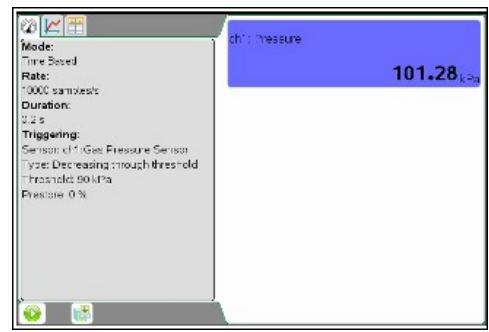 Mode:
Time Based
Rate:
10000 samples/s
Duration:
0.2 s
Triggering:
Sensor: ch1:Gas Pressure Sensor
Type: Decreasing through threshold
Threshold: 90 kPa
Prestore: 0 %
ch1: Pressure
101.28 kPa